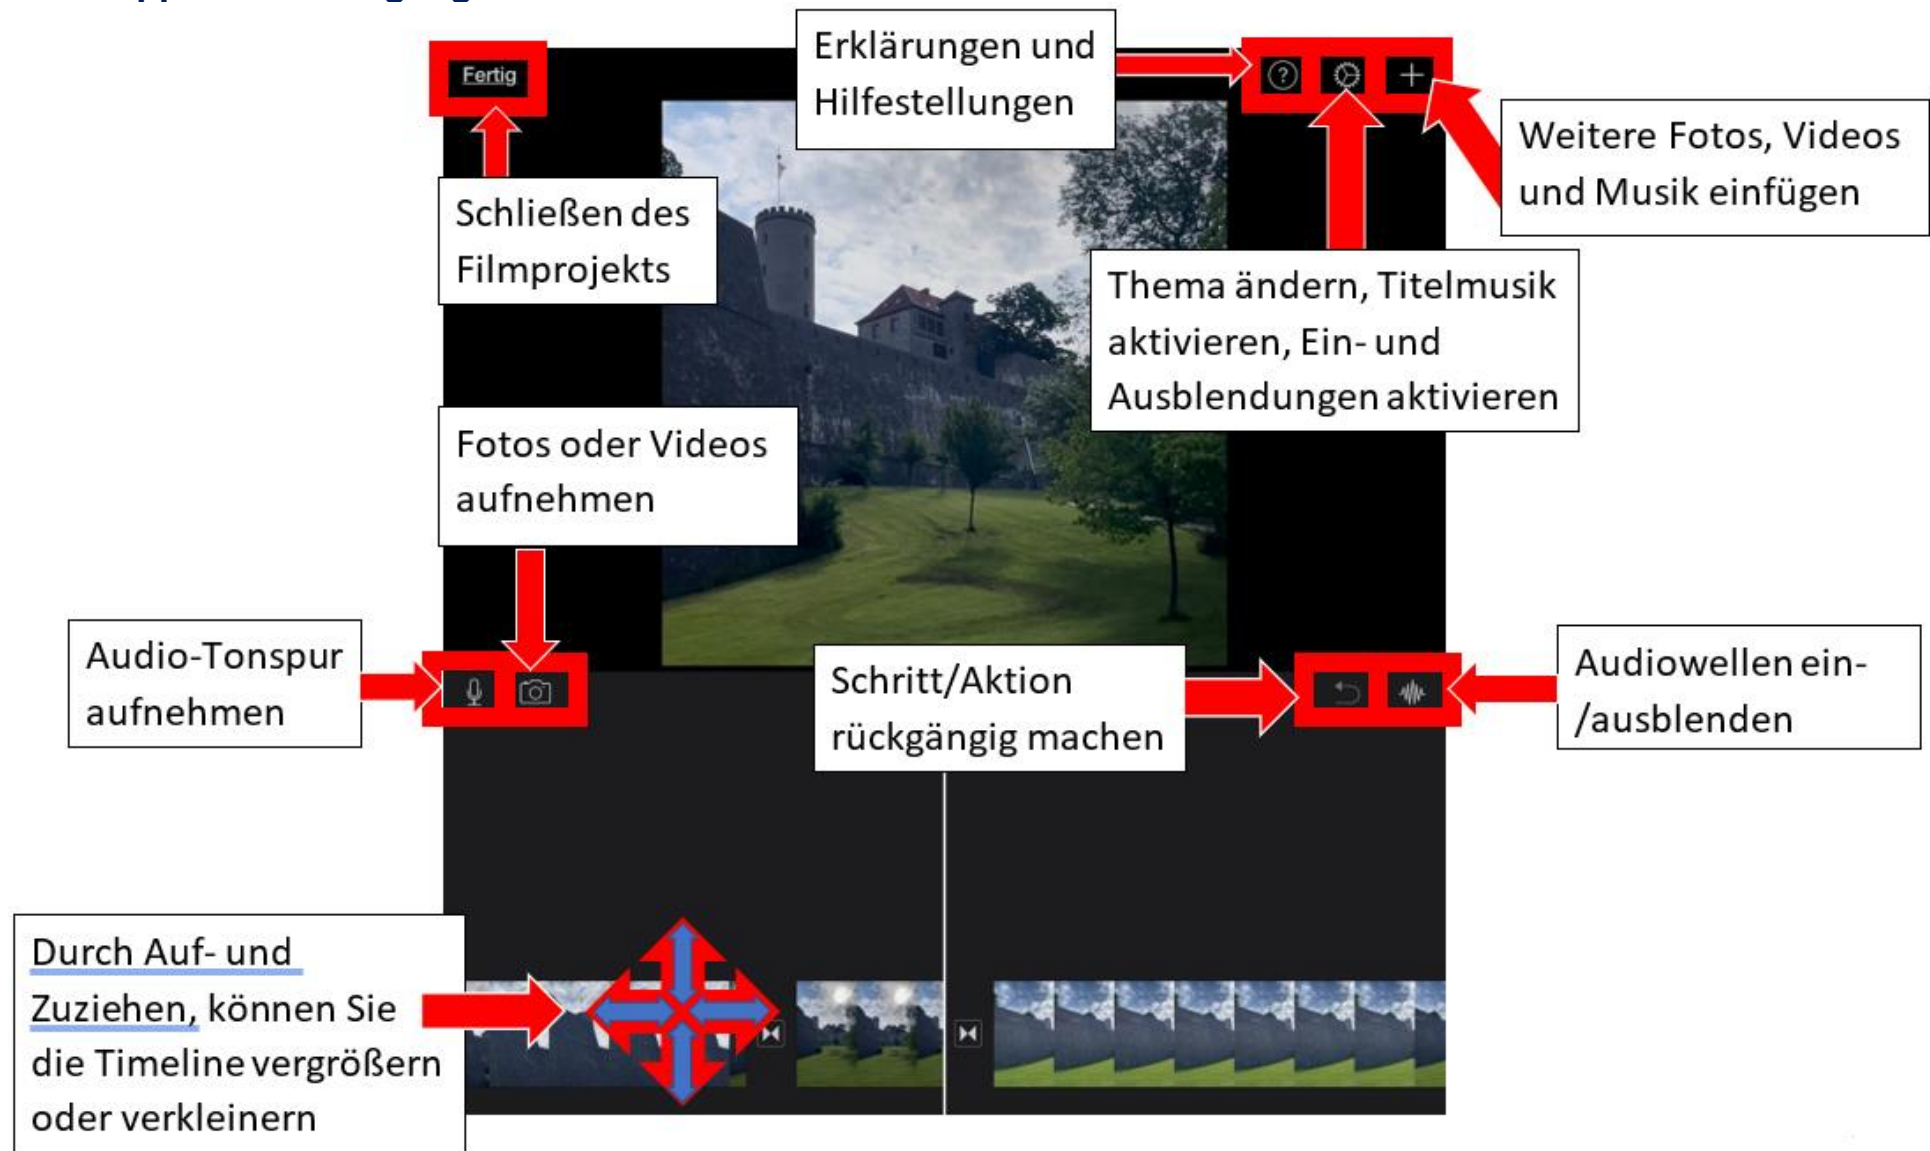 Fertig
Erklärungen und
Hilfestellungen
Weitere Fotos, Videos
und Musik einfügen
Schließen des
Filmprojekts
Thema ändern, Titelmusik
aktivieren, Ein- und
Ausblendungen aktivieren
Fotos oder Videos
aufnehmen
Audio-Tonspur
aufnehmen
Schritt/Aktion
rückgängig machen
Audiowellen ein-
/ausblenden
Durch Auf- und
Zuziehen, können Sie
die Timeline vergrößern
oder verkleinern